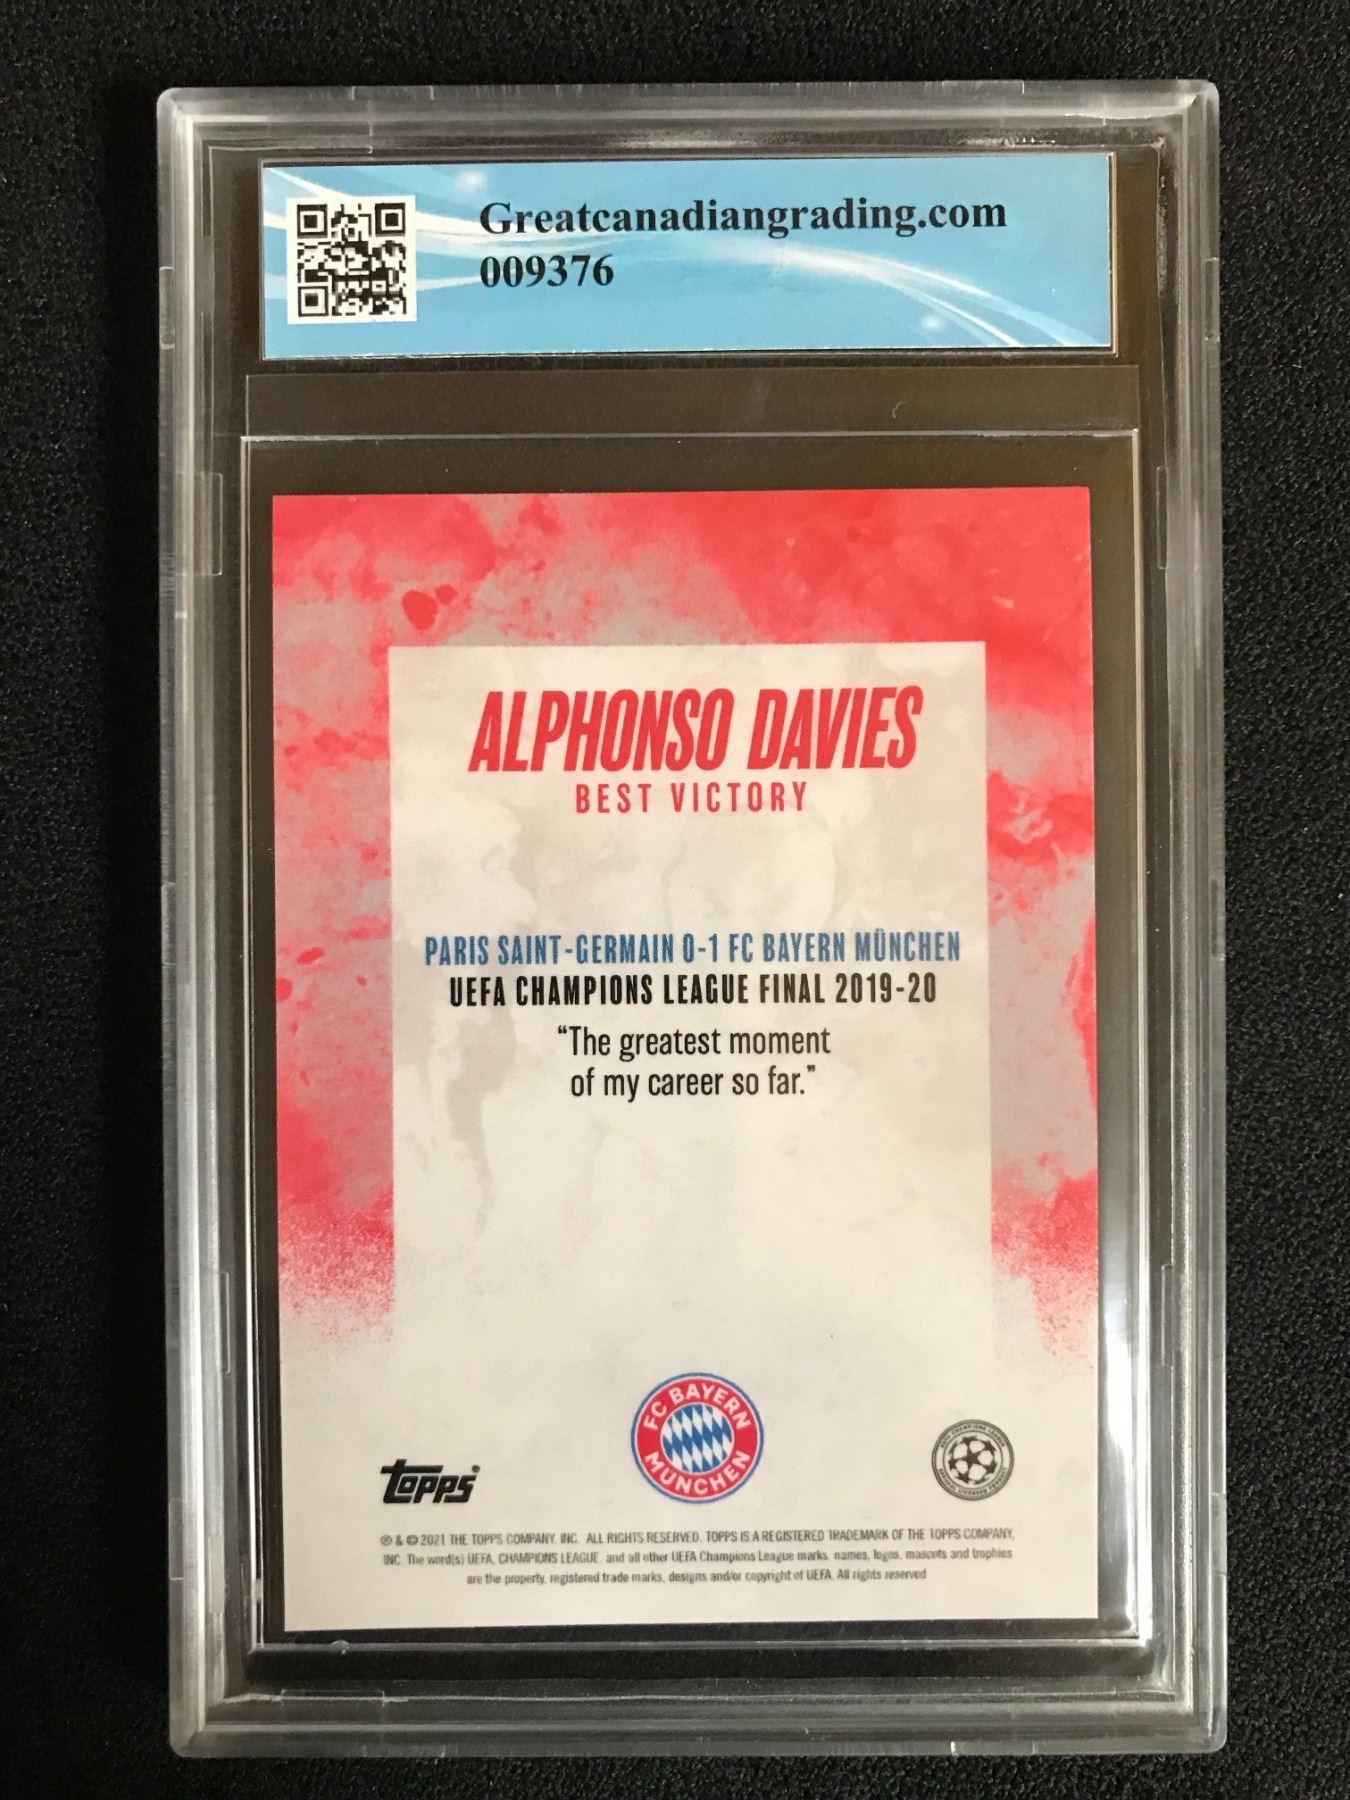 Greatcanadiangrading.com
009376
ALPHONSO DAVIES
BEST VICTORY
PARIS SAINT-GERMAIN 0-1 FC BAYERN MÜNCHEN
UEFA CHAMPIONS LEAGUE FINAL 2019-20
“The greatest moment
of my career so far.”
FC BAYERN
MÜNCHEN
topps®
℗ & © 2021 THE TOPPS COMPANY, INC. ALL RIGHTS RESERVED. TOPPS IS A REGISTERED TRADEMARK OF THE TOPPS COMPANY,
INC. The word(s) UEFA, CHAMPIONS LEAGUE, and all other UEFA Champions League marks, names, logos, mascots and trophies
are the property, registered trade marks, designs and/or copyright of UEFA. All rights reserved